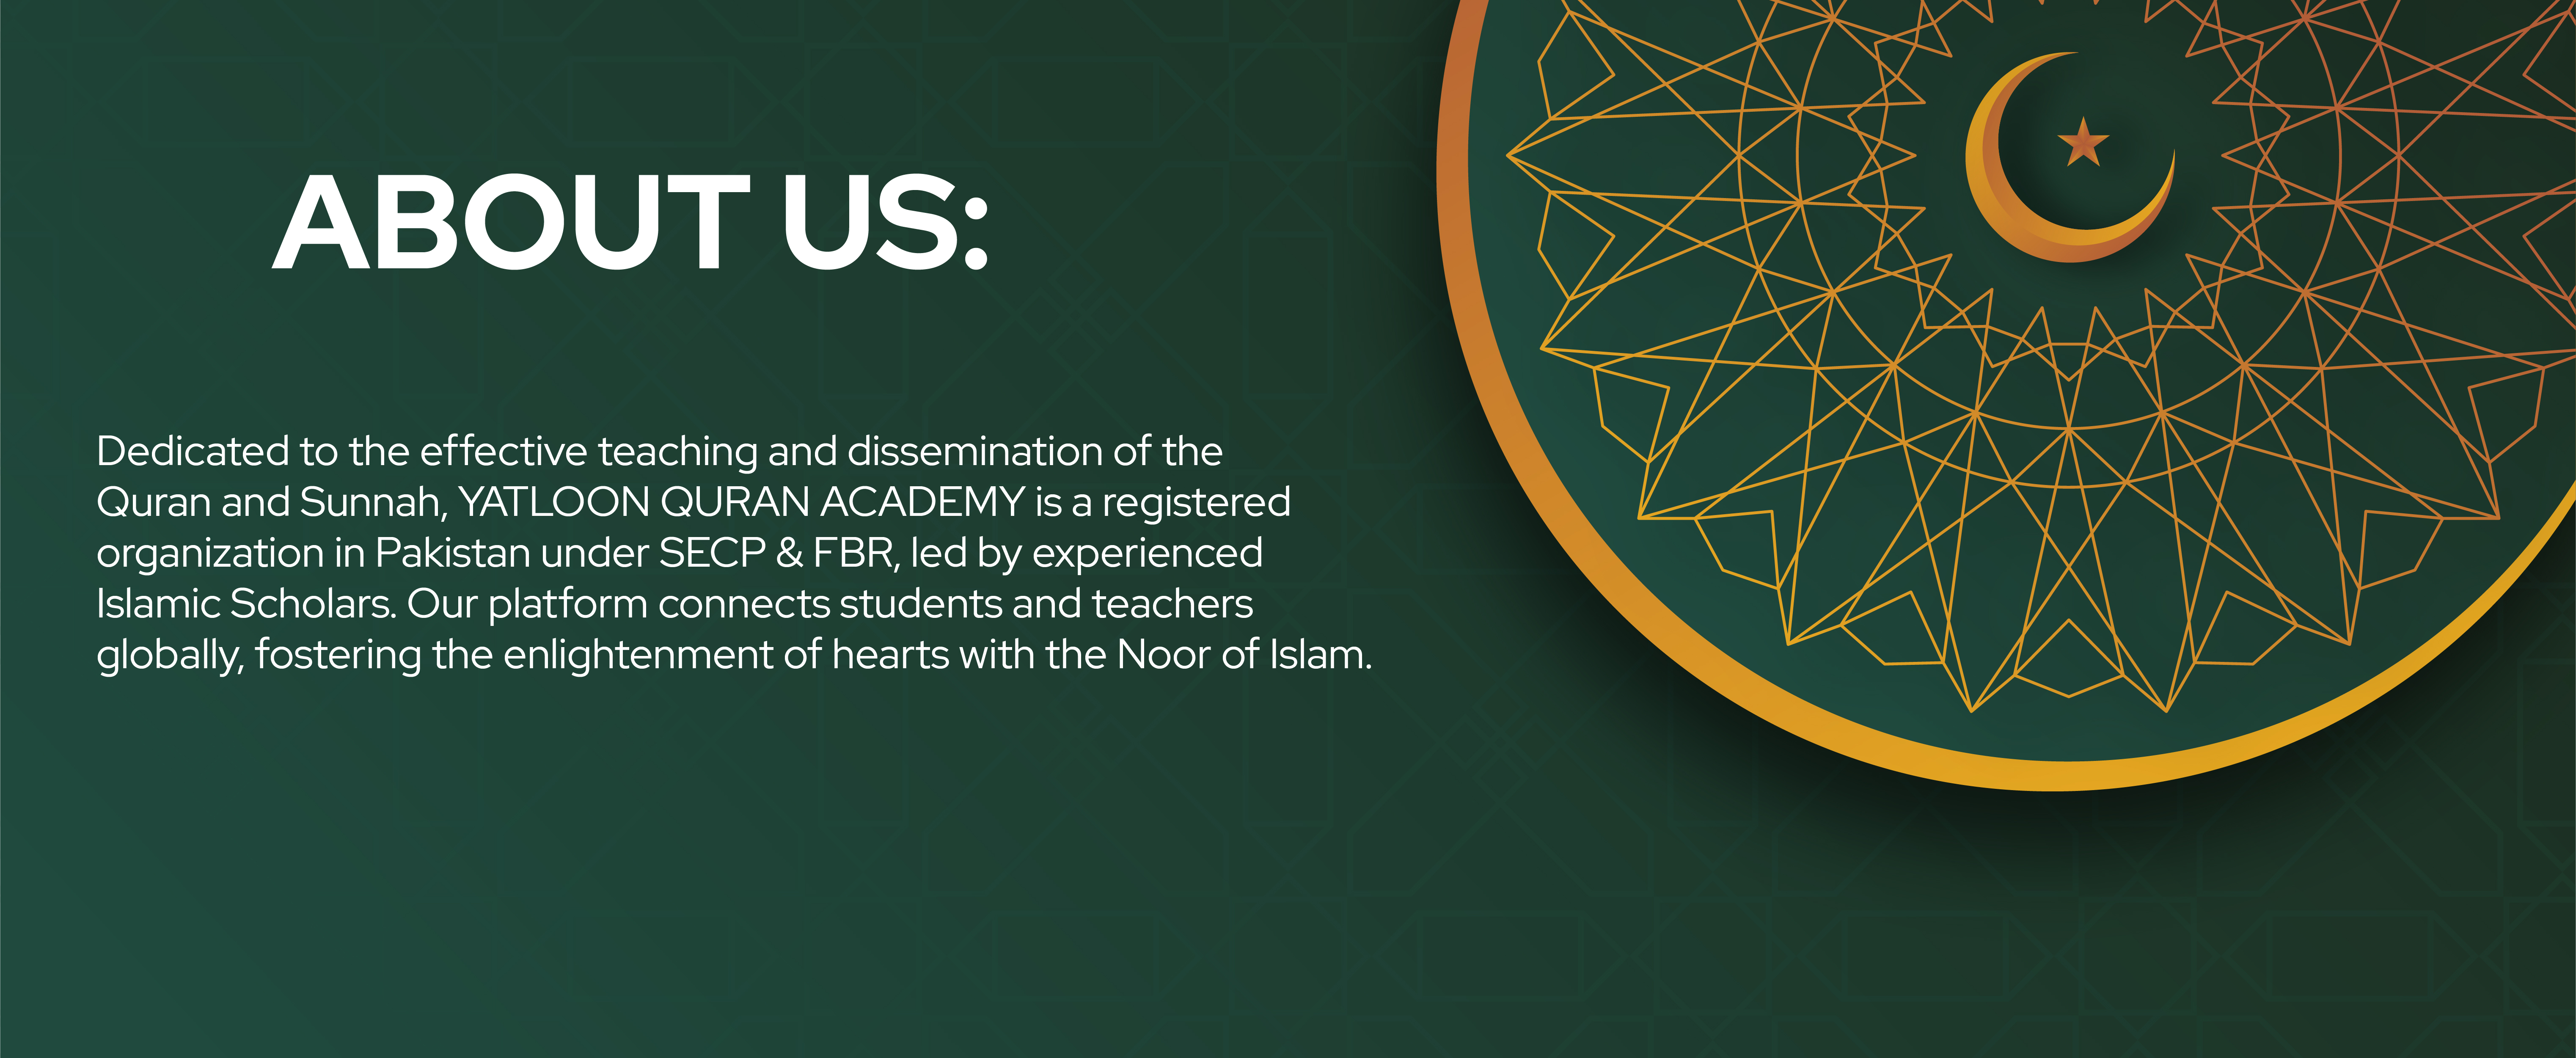 ABOUT US:
Dedicated to the effective teaching and dissemination of the
Quran and Sunnah, YATLOON QURAN ACADEMY is a registered
organization in Pakistan under SECP & FBR, led by experienced
Islamic Scholars. Our platform connects students and teachers
globally, fostering the enlightenment of hearts with the Noor of Islam.